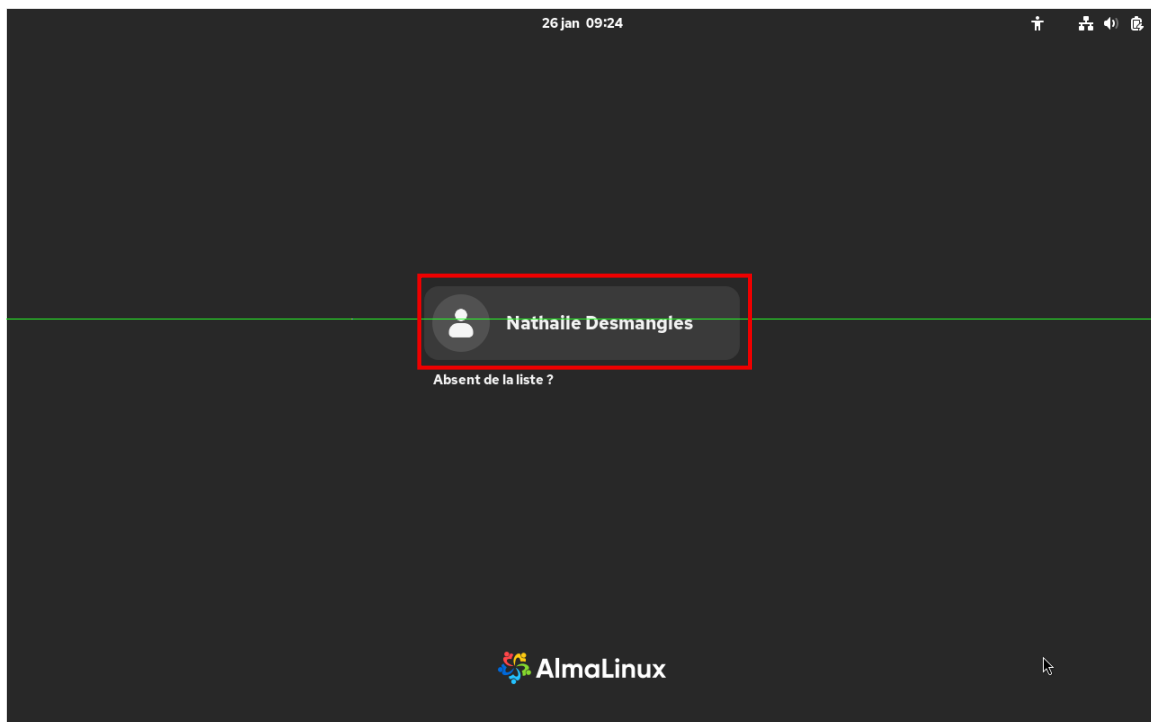 26 jan 09:24
Nathalie Desmangles
Absent de la liste ?
AlmaLinux